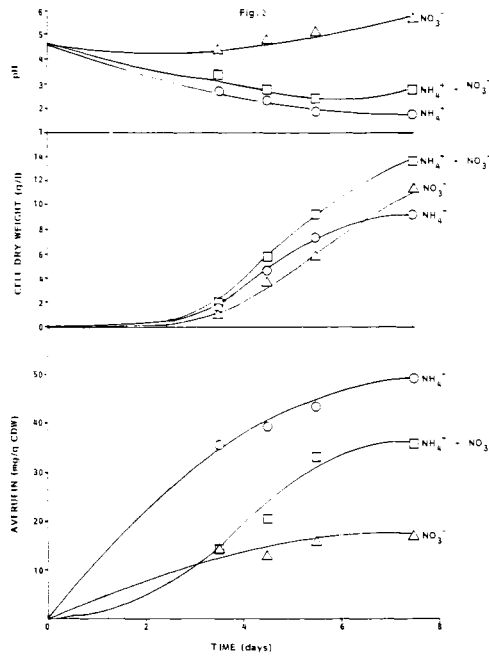 Fig. 2
6
5
4
3
2
1
pH
NO₃⁻
NH₄⁺ + NO₃⁻
NH₄⁺
14
12
10
8
6
4
2
0
CELL DRY WEIGHT (g/l)
NH₄⁺ + NO₃⁻
NO₃⁻
NH₄⁺
50
40
30
20
10
AVERUFIN (mg/g CDW)
NH₄⁺
NH₄⁺ + NO₃
NO₃⁻
0 2 4 6 8
TIME (days)